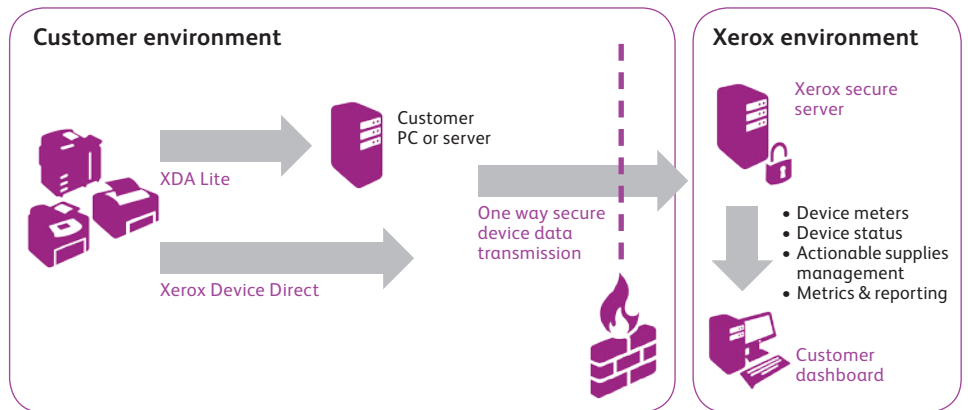 Customer environment
XDA Lite
Customer
PC or server
Xerox Device Direct
One way secure
device data
transmission
Xerox environment
Xerox secure
server
• Device meters
• Device status
• Actionable supplies
management
• Metrics & reporting
Customer
dashboard